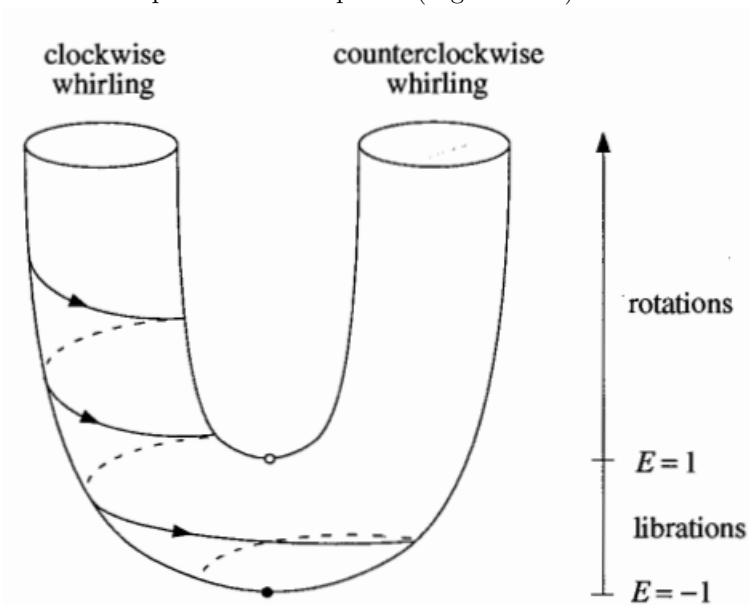 clockwise
whirling
counterclockwise
whirling
rotations
E = 1
librations
E = −1